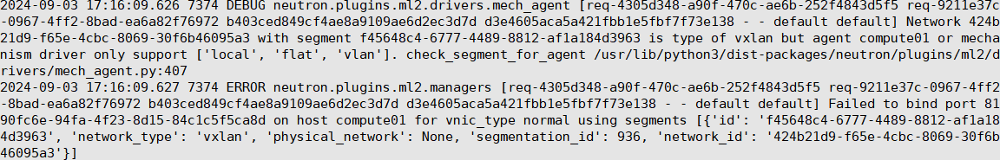 2024-09-03 17:16:09.626 7374 DEBUG neutron.plugins.ml2.drivers.mech_agent [req-4305d348-a90f-470c-ae6b-252f4843d5f5 req-9211e37c
-0967-4ff2-8bad-ea6a82f76972 b403ced849cf4ae8a9109ae6d2ec3d7d d3e4605aca5a421fbb1e5fbf7f73e138 - - default default] Network 424b
21d9-f65e-4cbc-8069-30f6b46095a3 with segment f45648c4-6777-4489-8812-af1a184d3963 is type of vxlan but agent compute01 or mecha
nism driver only support ['local', 'flat', 'vlan']. check_segment_for_agent /usr/lib/python3/dist-packages/neutron/plugins/ml2/d
rivers/mech_agent.py:407
2024-09-03 17:16:09.627 7374 ERROR neutron.plugins.ml2.managers [req-4305d348-a90f-470c-ae6b-252f4843d5f5 req-9211e37c-0967-4ff2
-8bad-ea6a82f76972 b403ced849cf4ae8a9109ae6d2ec3d7d d3e4605aca5a421fbb1e5fbf7f73e138 - - default default] Failed to bind port 81
90fc6e-94fa-4f23-8d15-84c1c5f5ca8d on host compute01 for vnic_type normal using segments [{'id': 'f45648c4-6777-4489-8812-af1a18
4d3963', 'network_type': 'vxlan', 'physical_network': None, 'segmentation_id': 936, 'network_id': '424b21d9-f65e-4cbc-8069-30f6b
46095a3'}]